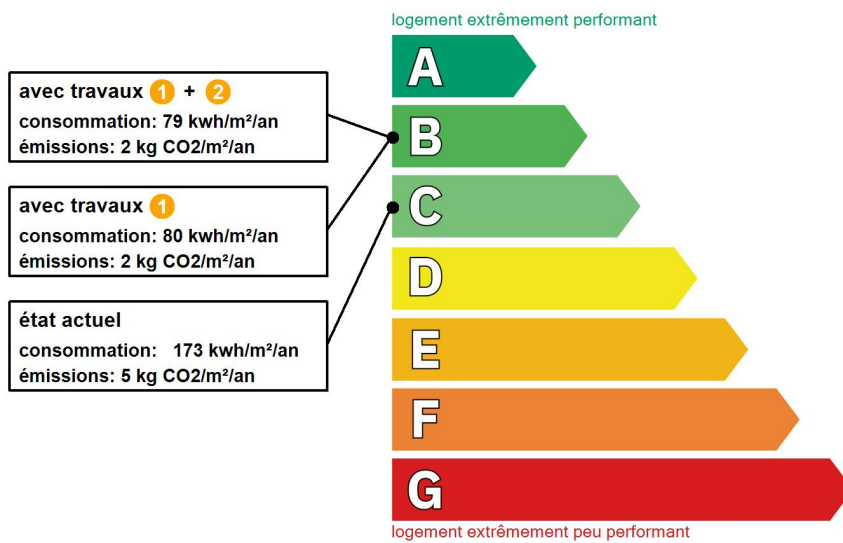 logement extrêmement performant
avec travaux 1 + 2
consommation: 79 kwh/m²/an
émissions: 2 kg CO2/m²/an
avec travaux 1
consommation: 80 kwh/m²/an
émissions: 2 kg CO2/m²/an
état actuel
consommation: 173 kwh/m²/an
émissions: 5 kg CO2/m²/an
A
B
C
D
E
F
G
logement extrêmement peu performant